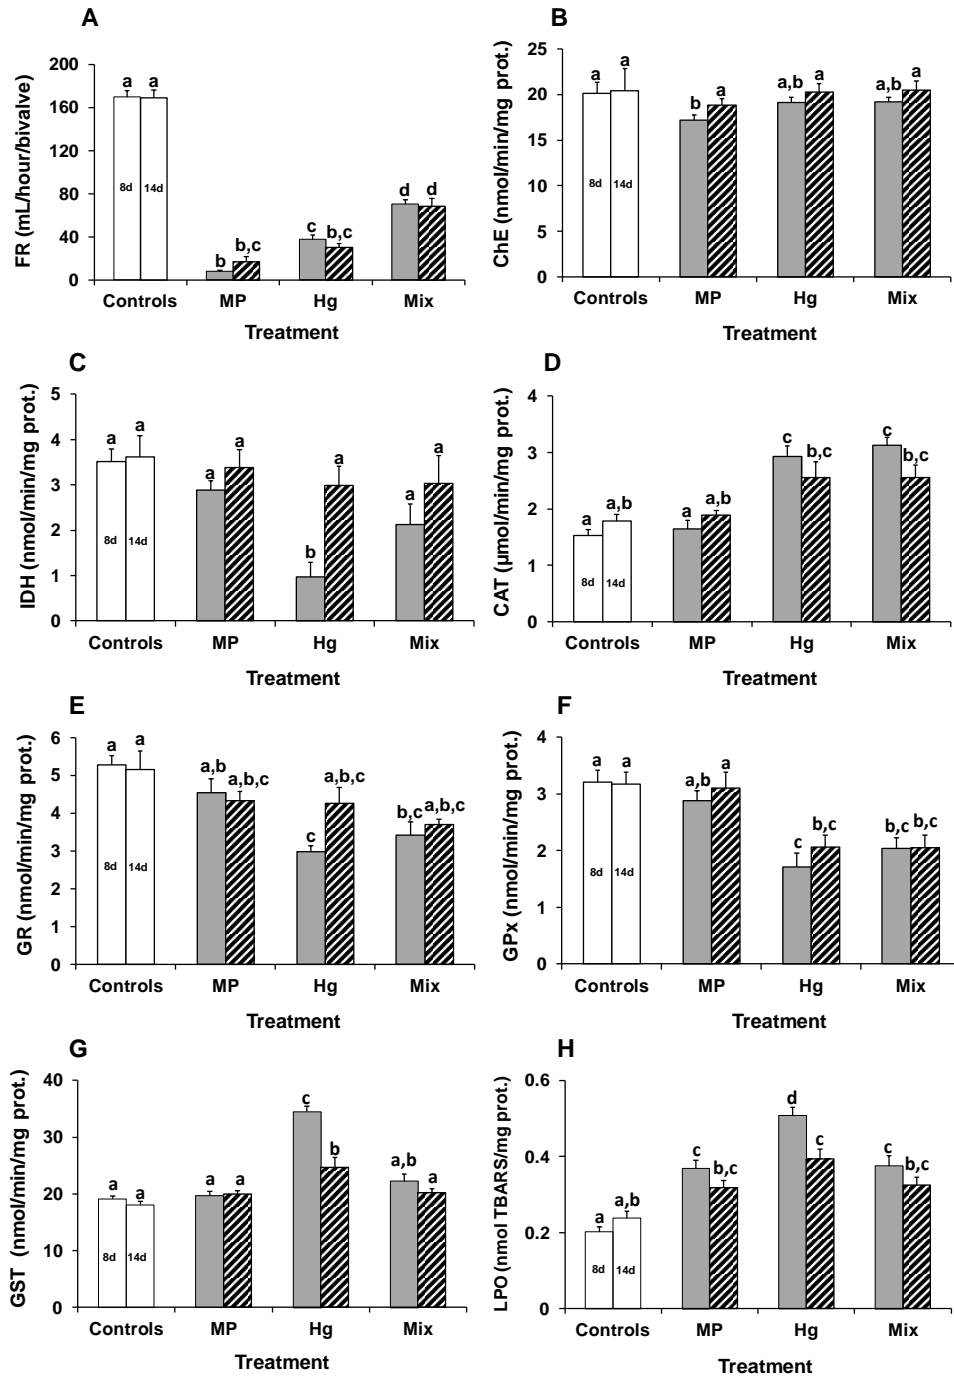 A
FR (mL/hour/bivalve)
200
160
120
80
40
0
a a
8d 14d
b b,c
c b,c
d d
Controls MP Hg Mix
Treatment
B
ChE (nmol/min/mg prot.)
25
20
15
10
5
0
a a
b a
a,b a
a,b a
Controls MP Hg Mix
Treatment
C
IDH (nmol/min/mg prot.)
5
4
3
2
1
0
a a
8d 14d
a a
b a
a a
Controls MP Hg Mix
Treatment
D
CAT (µmol/min/mg prot.)
4
3
2
1
0
a a,b
8d 14d
a a,b
c b,c
c b,c
Controls MP Hg Mix
Treatment
E
GR (nmol/min/mg prot.)
6
5
4
3
2
1
0
a a
8d 14d
a,b a,b,c
c a,b,c
b,c a,b,c
Controls MP Hg Mix
Treatment
F
GPx (nmol/min/mg prot.)
4
3
2
1
0
a a
8d 14d
a,b a
c b,c
b,c b,c
Controls MP Hg Mix
Treatment
G
GST (nmol/min/mg prot.)
40
30
20
10
0
a a
8d 14d
a a
c b
a,b a
Controls MP Hg Mix
Treatment
H
LPO (nmol TBARS/mg prot.)
0.6
0.4
0.2
0
a a,b
8d 14d
c b,c
d c
c b,c
Controls MP Hg Mix
Treatment